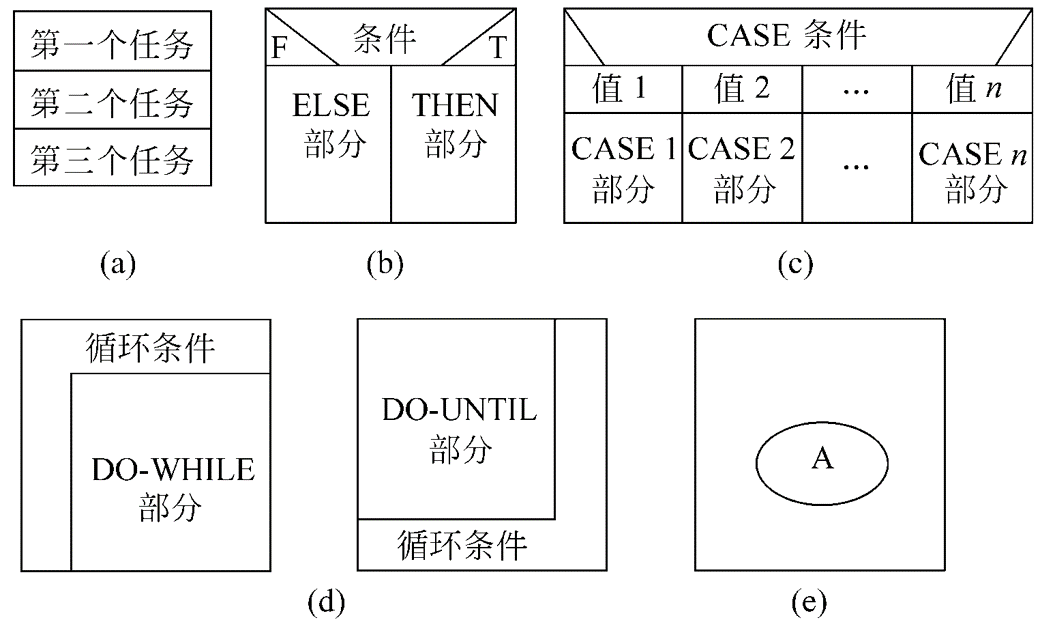 第一个任务
第二个任务
第三个任务
(a)
F 条件 T
ELSE
部分
THEN
部分
(b)
CASE 条件
值 1 值 2 ... 值 n
CASE 1
部分
CASE 2
部分
...
CASE n
部分
(c)
循环条件
DO-WHILE
部分
DO-UNTIL
部分
循环条件
(d)
A
(e)